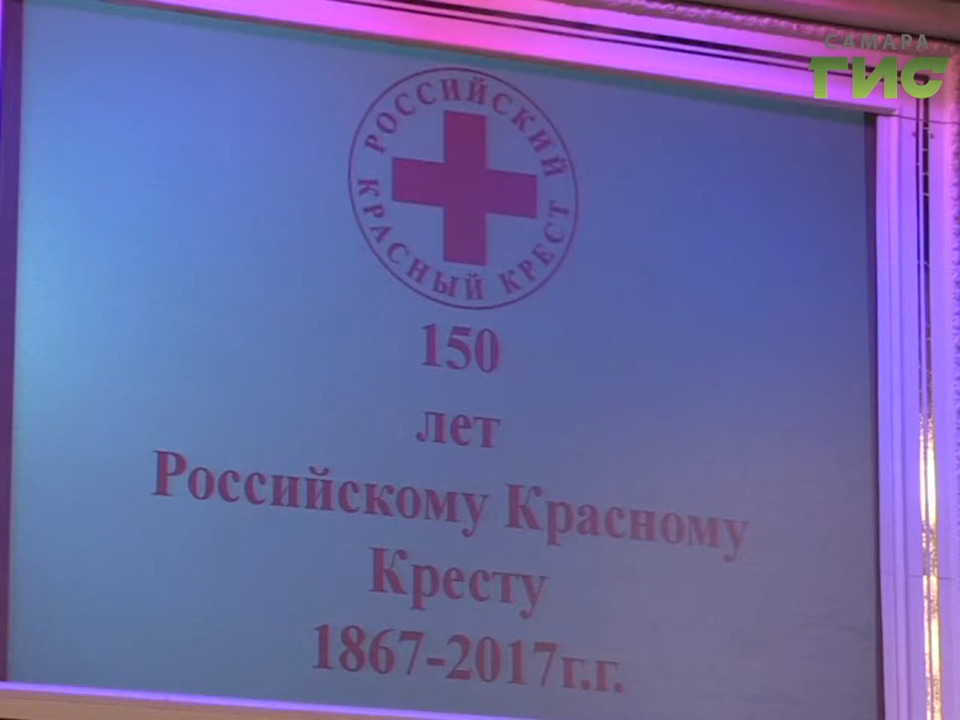 САМАРА
ГИС
РОССИЙСКИЙ
КРАСНЫЙ КРЕСТ
150
лет
Российскому Красному
Кресту
1867-2017г.г.